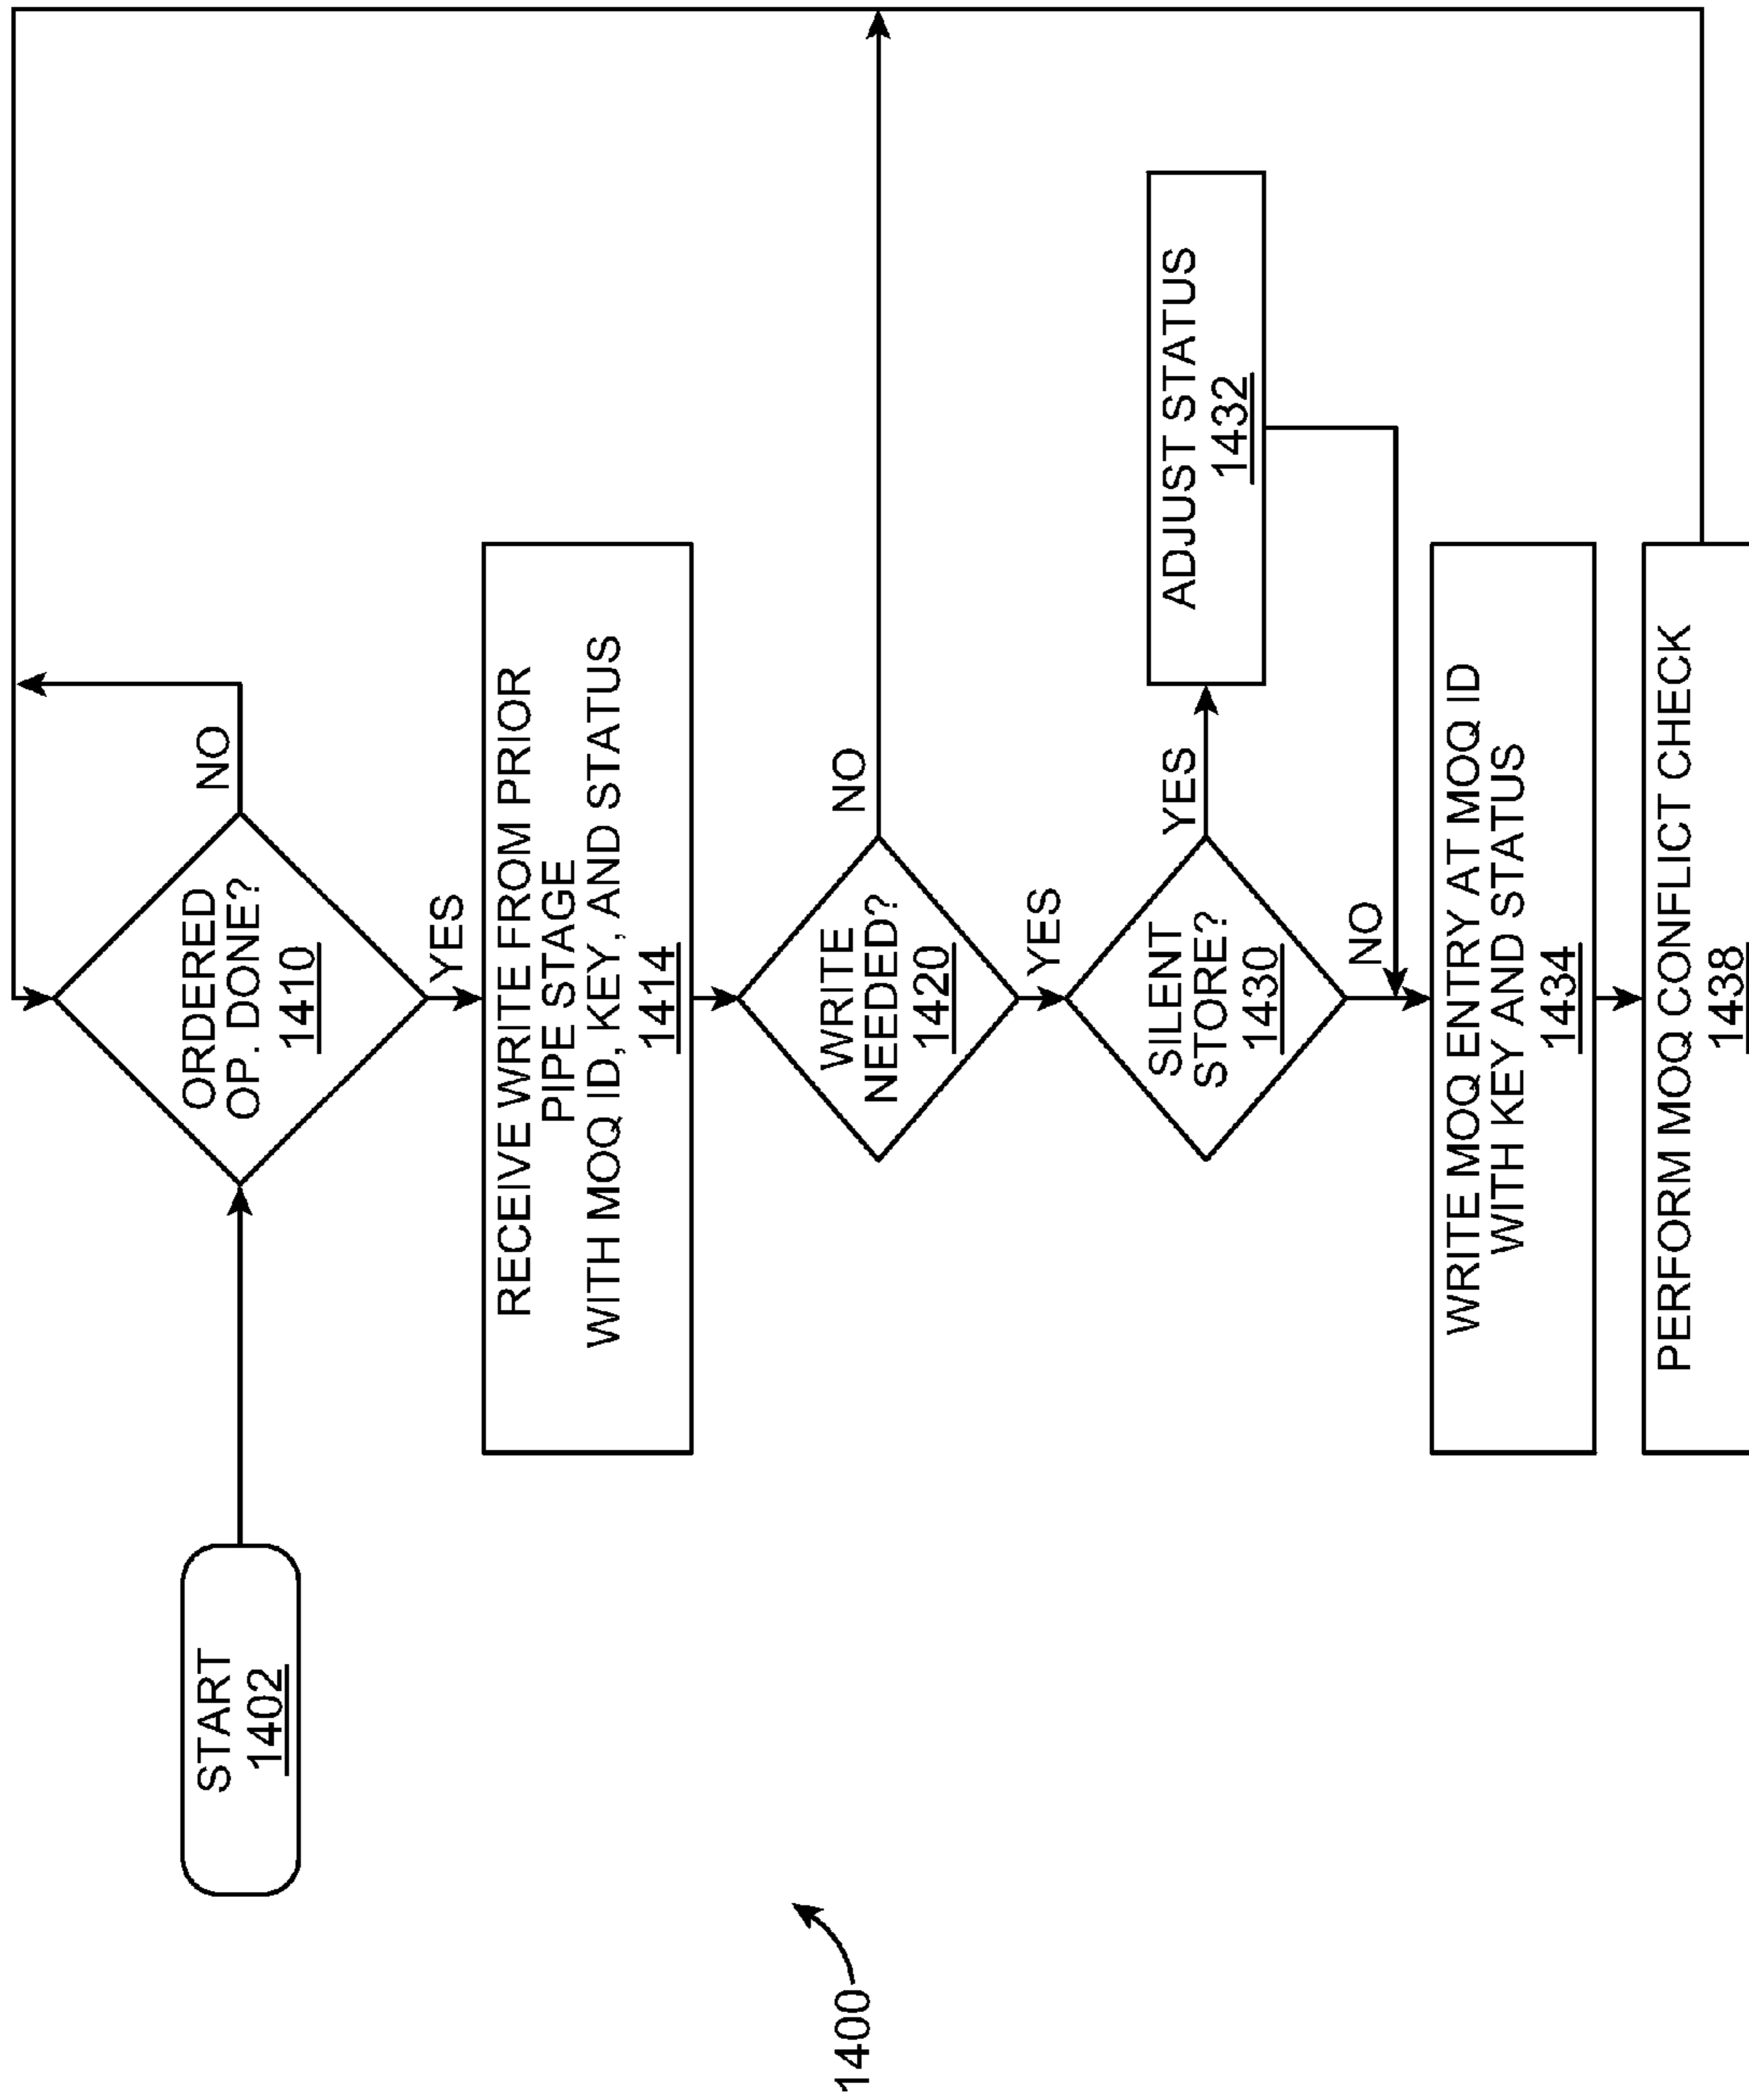 START
1402
ORDERED
OP. DONE?
1410
NO
YES
RECEIVE WRITE FROM PRIOR
PIPE STAGE
WITH MOQ ID, KEY, AND STATUS
1414
WRITE
NEEDED?
1420
NO
YES
SILENT
STORE?
1430
YES
NO
ADJUST STATUS
1432
WRITE MOQ ENTRY AT MOQ ID
WITH KEY AND STATUS
1434
PERFORM MOQ CONFLICT CHECK
1438
1400